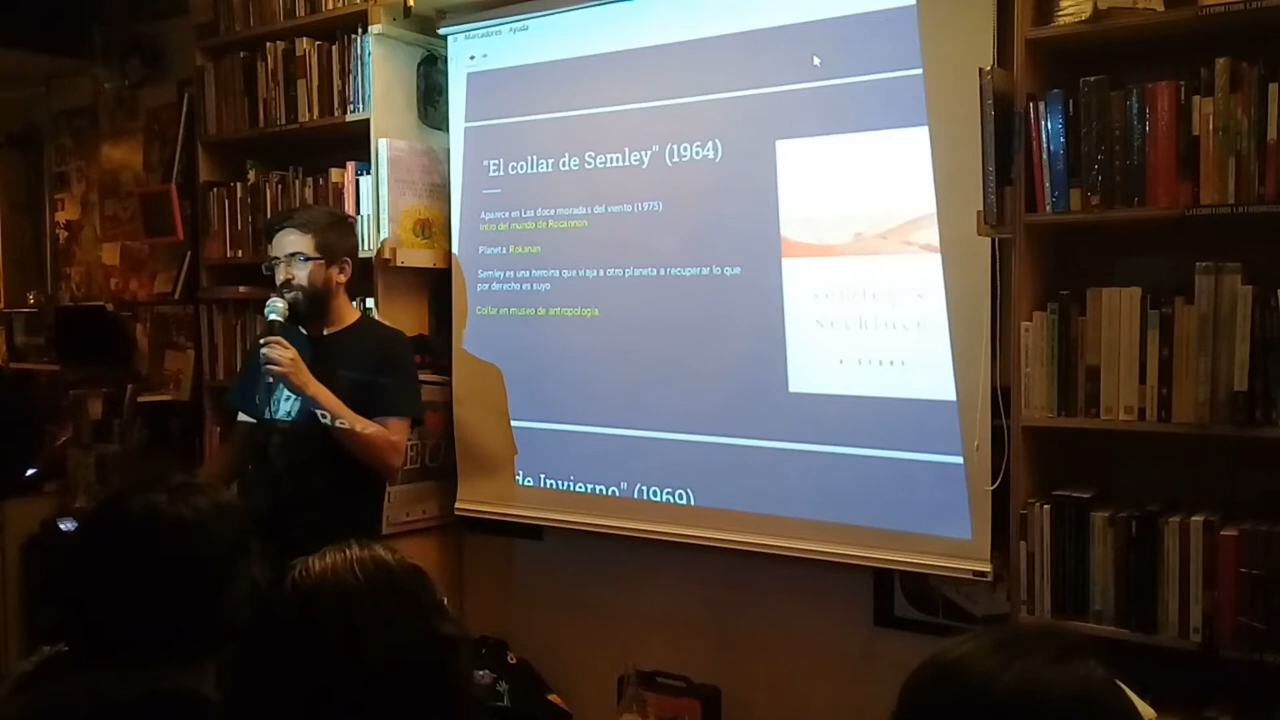 Marcadores Ayuda
"El collar de Semley" (1964)
Aparece en Las doce moradas del viento (1975)
Intro del mundo de Rocannon
Planeta: Rokanan
Semley es una heroína que viaja a otro planeta a recuperar lo que
por derecho es suyo
Collar en museo de antropología.
semley's
necklace
de Invierno" (1969)